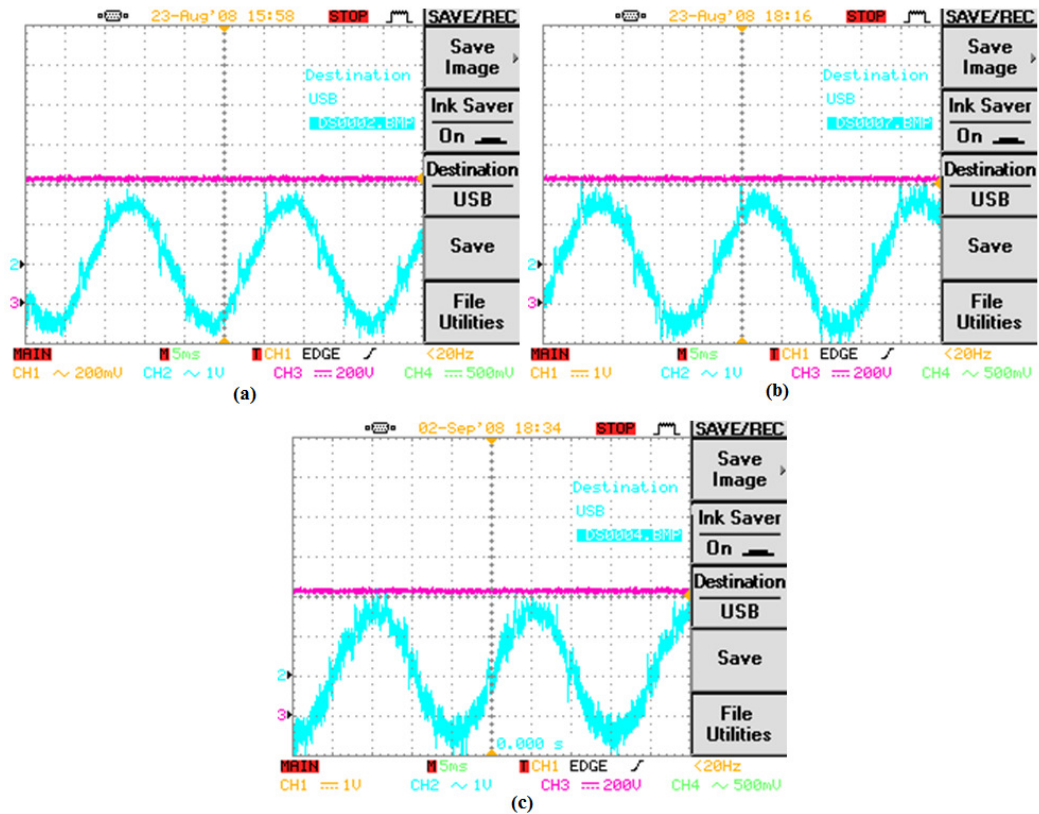 23-Aug'08 15:58 STOP SAVE/REC
Save Image
Destination
USB
DS0002.BMP
Ink Saver
On
Destination
USB
2
Save
3
File Utilities
MAIN M 5ms T CH1 EDGE <20Hz
CH1 ~ 200mV CH2 ~ 1V CH3 200V CH4 500mV
(a)
23-Aug'08 18:16 STOP SAVE/REC
Save Image
Destination
USB
DS0007.BMP
Ink Saver
On
Destination
USB
2
Save
3
File Utilities
MAIN M 5ms T CH1 EDGE <20Hz
CH1 1V CH2 ~ 1V CH3 200V CH4 ~ 500mV
(b)
02-Sep'08 18:34 STOP SAVE/REC
Save Image
Destination
USB
DS0004.BMP
Ink Saver
On
Destination
USB
2
Save
3
File Utilities
0.000 s
MAIN M 5ms T CH1 EDGE <20Hz
CH1 1V CH2 ~ 1V CH3 200V CH4 ~ 500mV
(c)